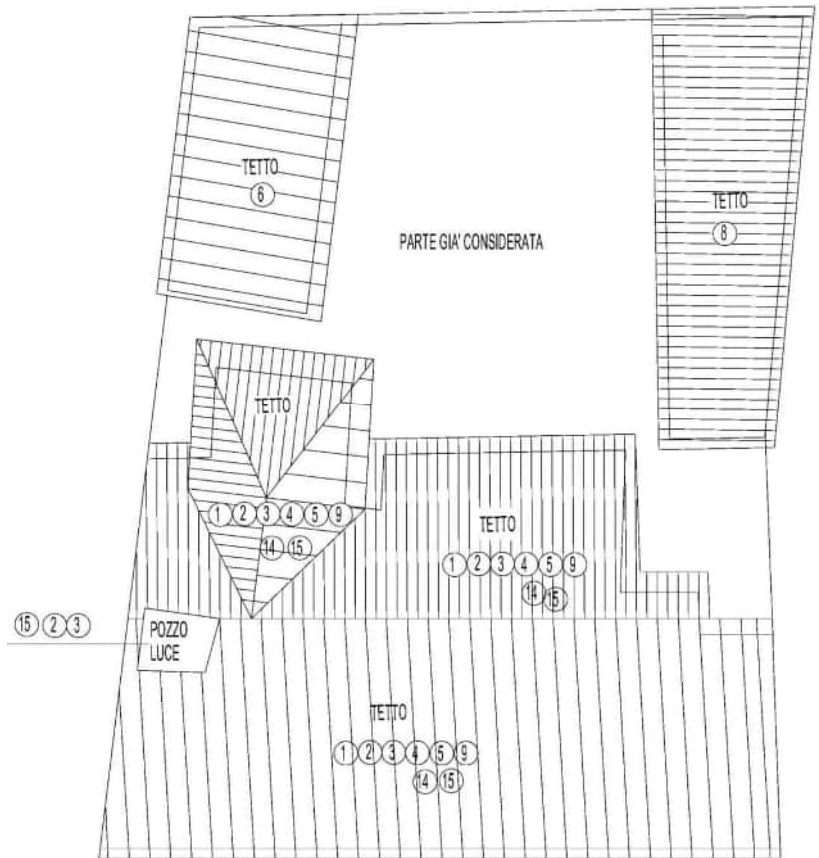 TETTO
6
TETTO
8
PARTE GIA' CONSIDERATA
TETTO
1 2 3 4 5 9
14 15
TETTO
1 2 3 4 5 9
14 15
15 2 3
POZZO
LUCE
TETTO
1 2 3 4 5 9
14 15